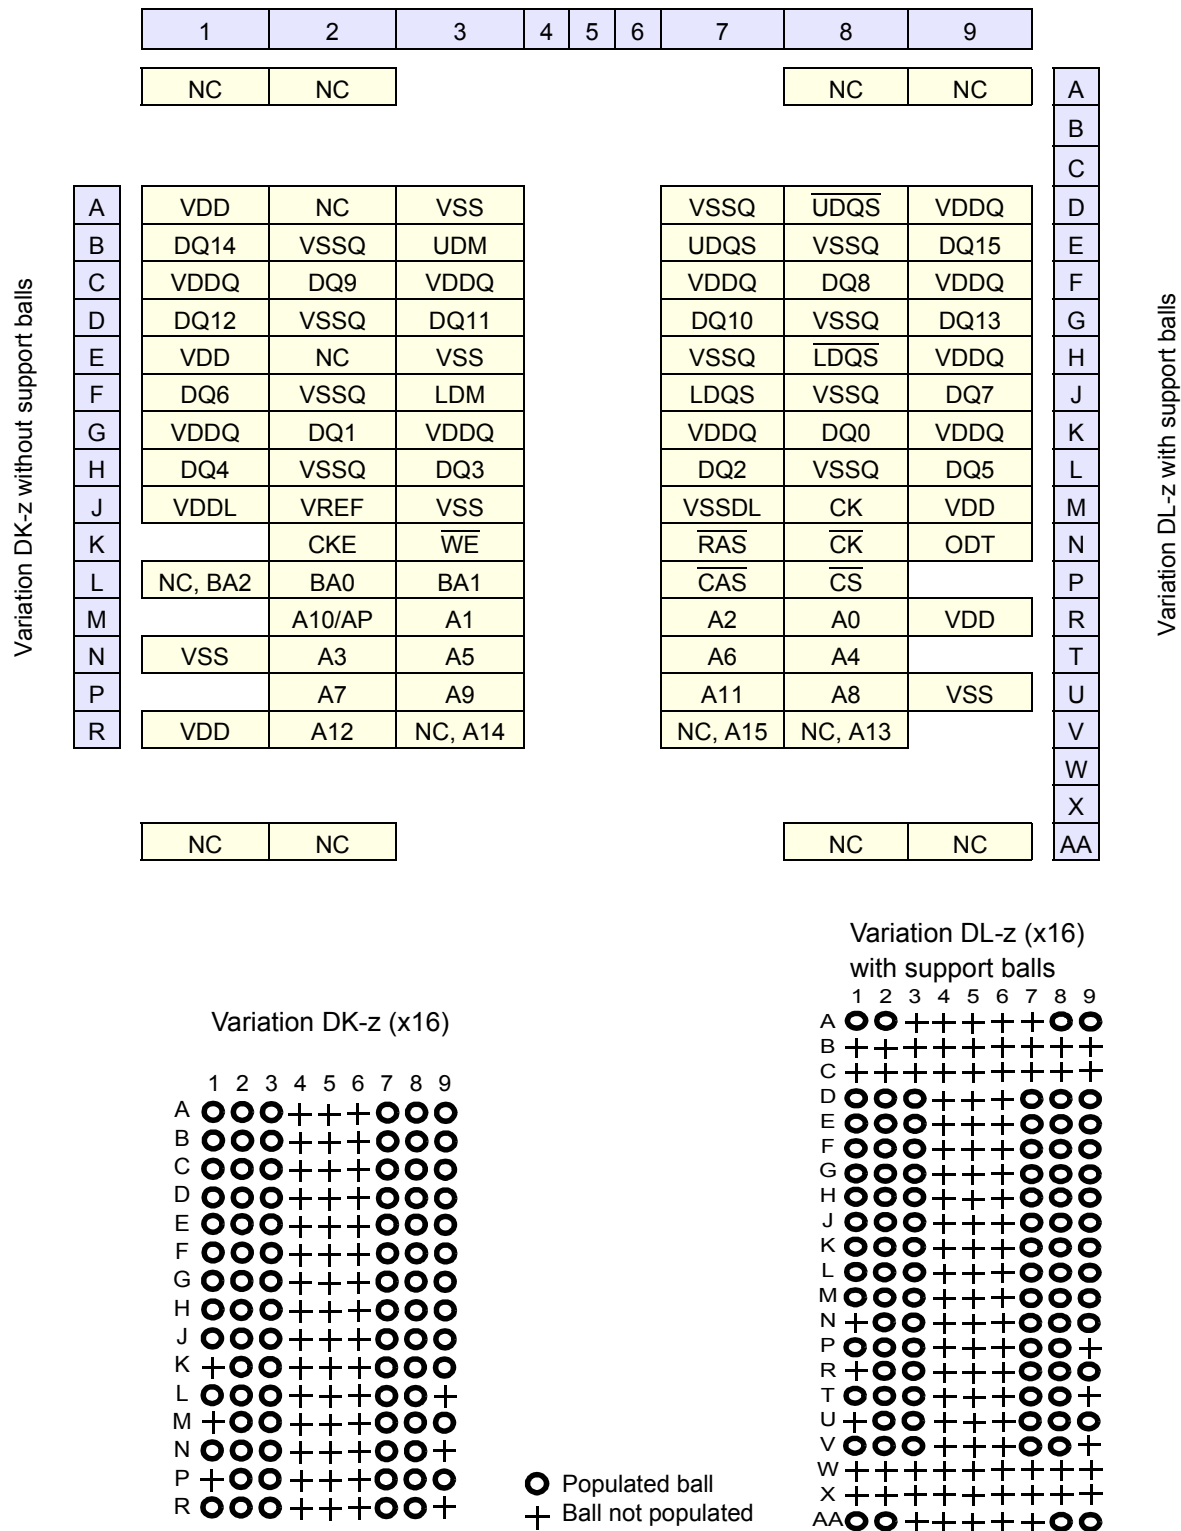 1 2 3 4 5 6 7 8 9
NC NC NC NC A
B
C
A VDD NC VSS VSSQ UDQS VDDQ D
B DQ14 VSSQ UDM UDQS VSSQ DQ15 E
C VDDQ DQ9 VDDQ VDDQ DQ8 VDDQ F
D DQ12 VSSQ DQ11 DQ10 VSSQ DQ13 G
E VDD NC VSS VSSQ LDQS VDDQ H
F DQ6 VSSQ LDM LDQS VSSQ DQ7 J
G VDDQ DQ1 VDDQ VDDQ DQ0 VDDQ K
H DQ4 VSSQ DQ3 DQ2 VSSQ DQ5 L
J VDDL VREF VSS VSSDL CK VDD M
K CKE WE RAS CK ODT N
L NC, BA2 BA0 BA1 CAS CS P
M A10/AP A1 A2 A0 VDD R
N VSS A3 A5 A6 A4 T
P A7 A9 A11 A8 VSS U
R VDD A12 NC, A14 NC, A15 NC, A13 V
W
X
NC NC NC NC AA
Variation DK-z without support balls
Variation DL-z with support balls
Variation DK-z (x16)
1 2 3 4 5 6 7 8 9
A
B
C
D
E
F
G
H
J
K
L
M
N
P
R
Populated ball
Ball not populated
Variation DL-z (x16)
with support balls
1 2 3 4 5 6 7 8 9
A
B
C
D
E
F
G
H
J
K
L
M
N
P
R
T
U
V
W
X
AA